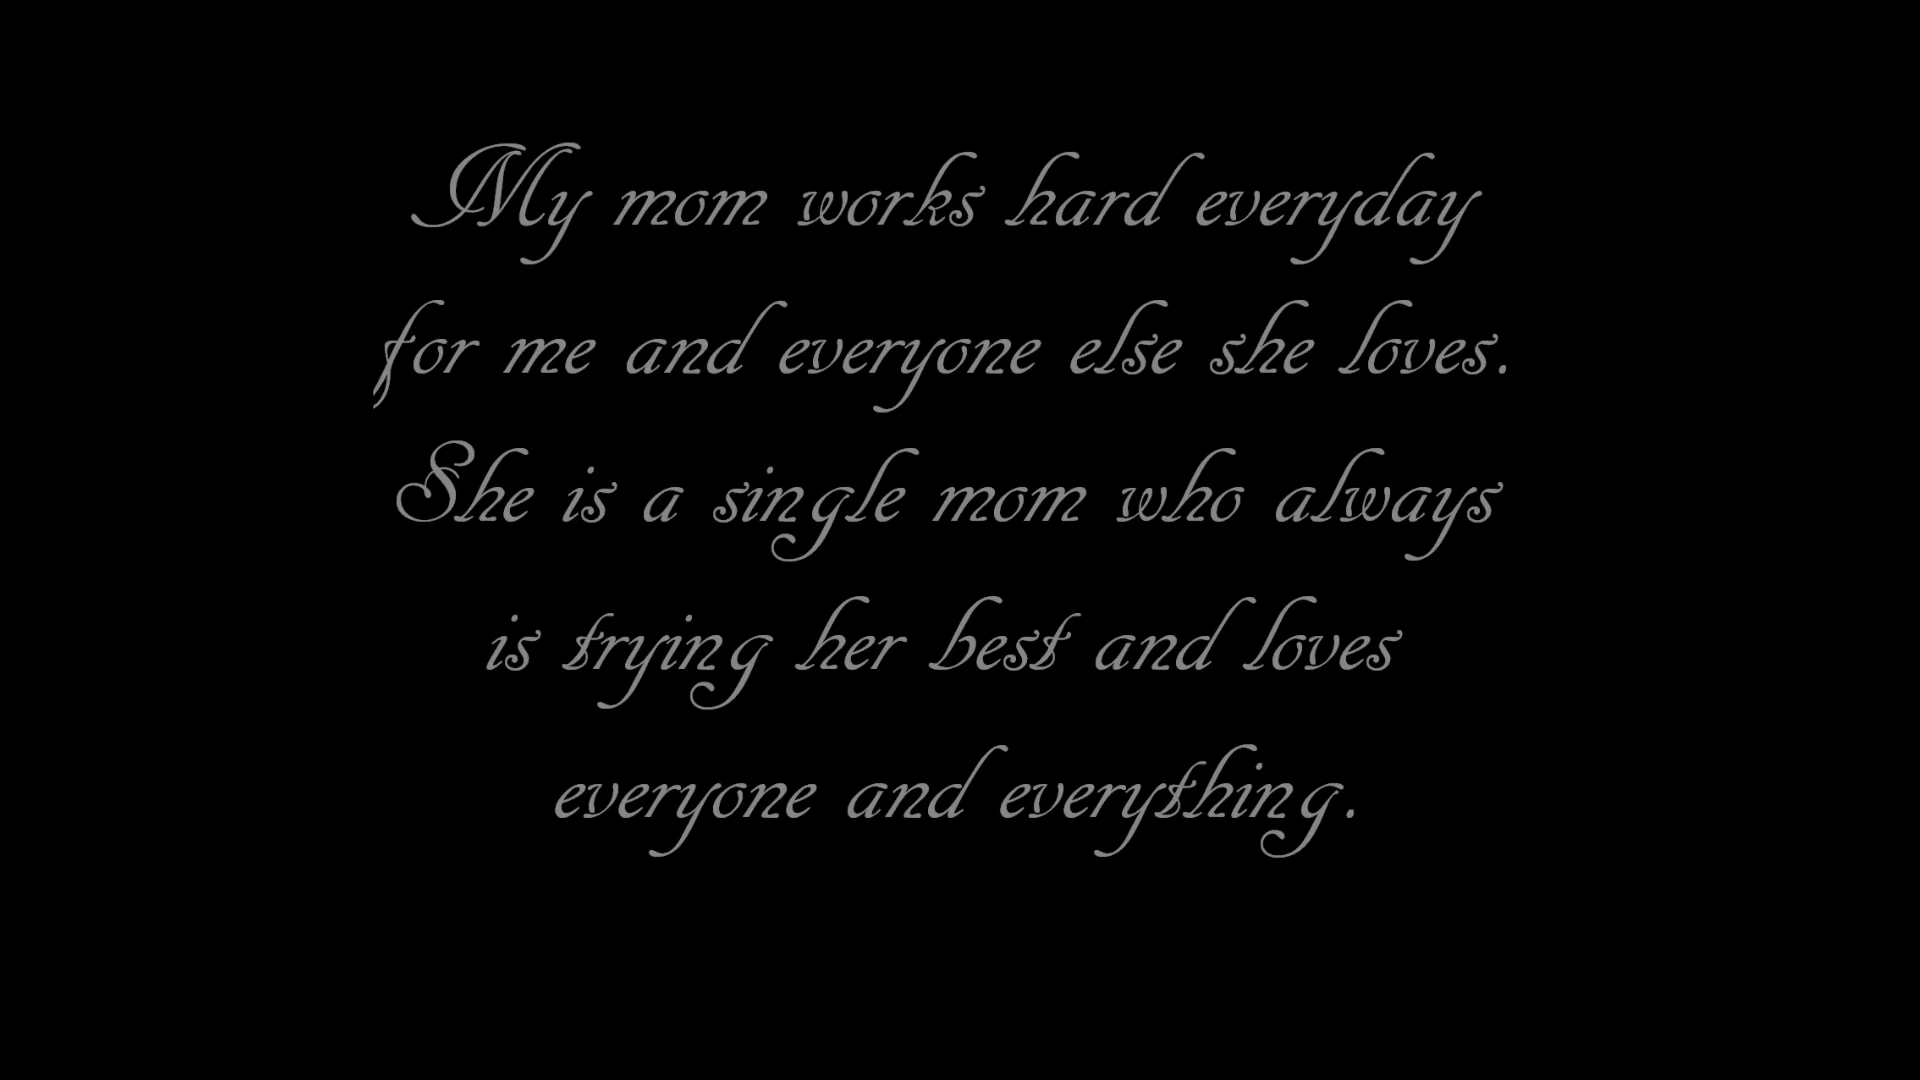 My mom works hard everyday
for me and everyone else she loves.
She is a single mom who always
is trying her best and loves
everyone and everything.